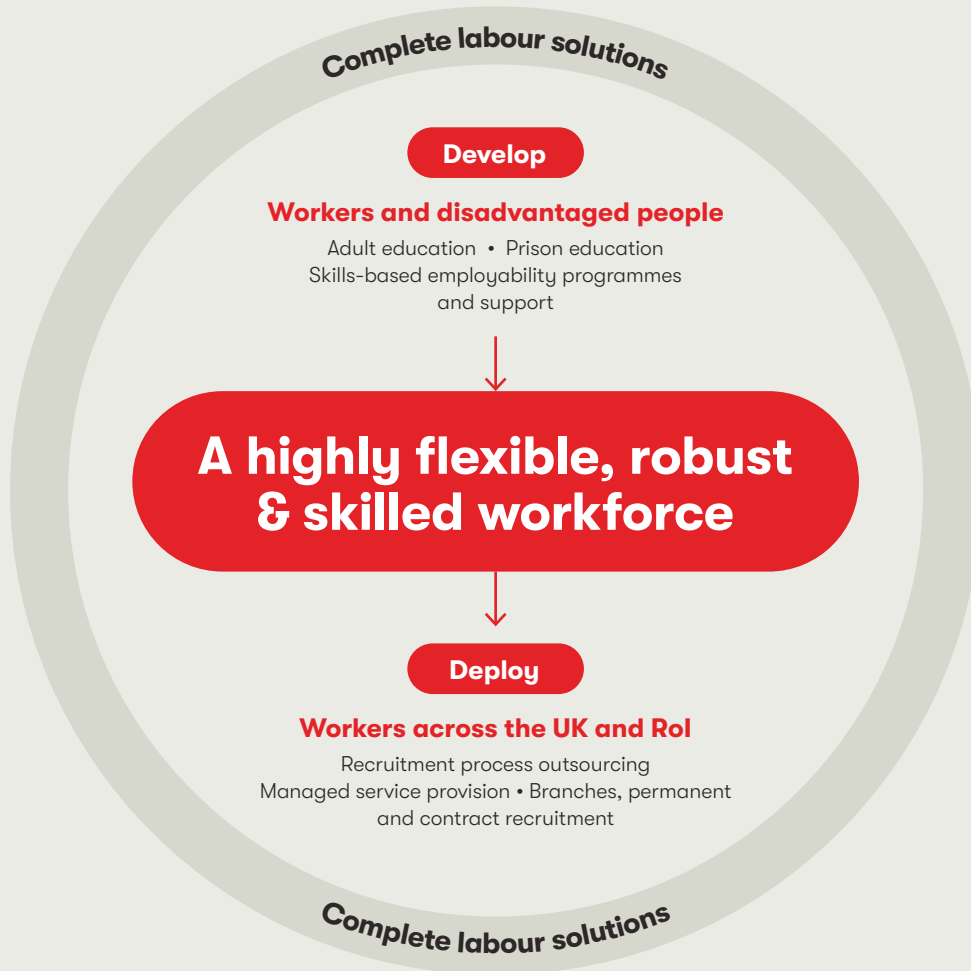 Complete labour solutions
Develop
Workers and disadvantaged people
Adult education • Prison education
Skills-based employability programmes
and support
A highly flexible, robust
& skilled workforce
Deploy
Workers across the UK and RoI
Recruitment process outsourcing
Managed service provision • Branches, permanent
and contract recruitment
Complete labour solutions